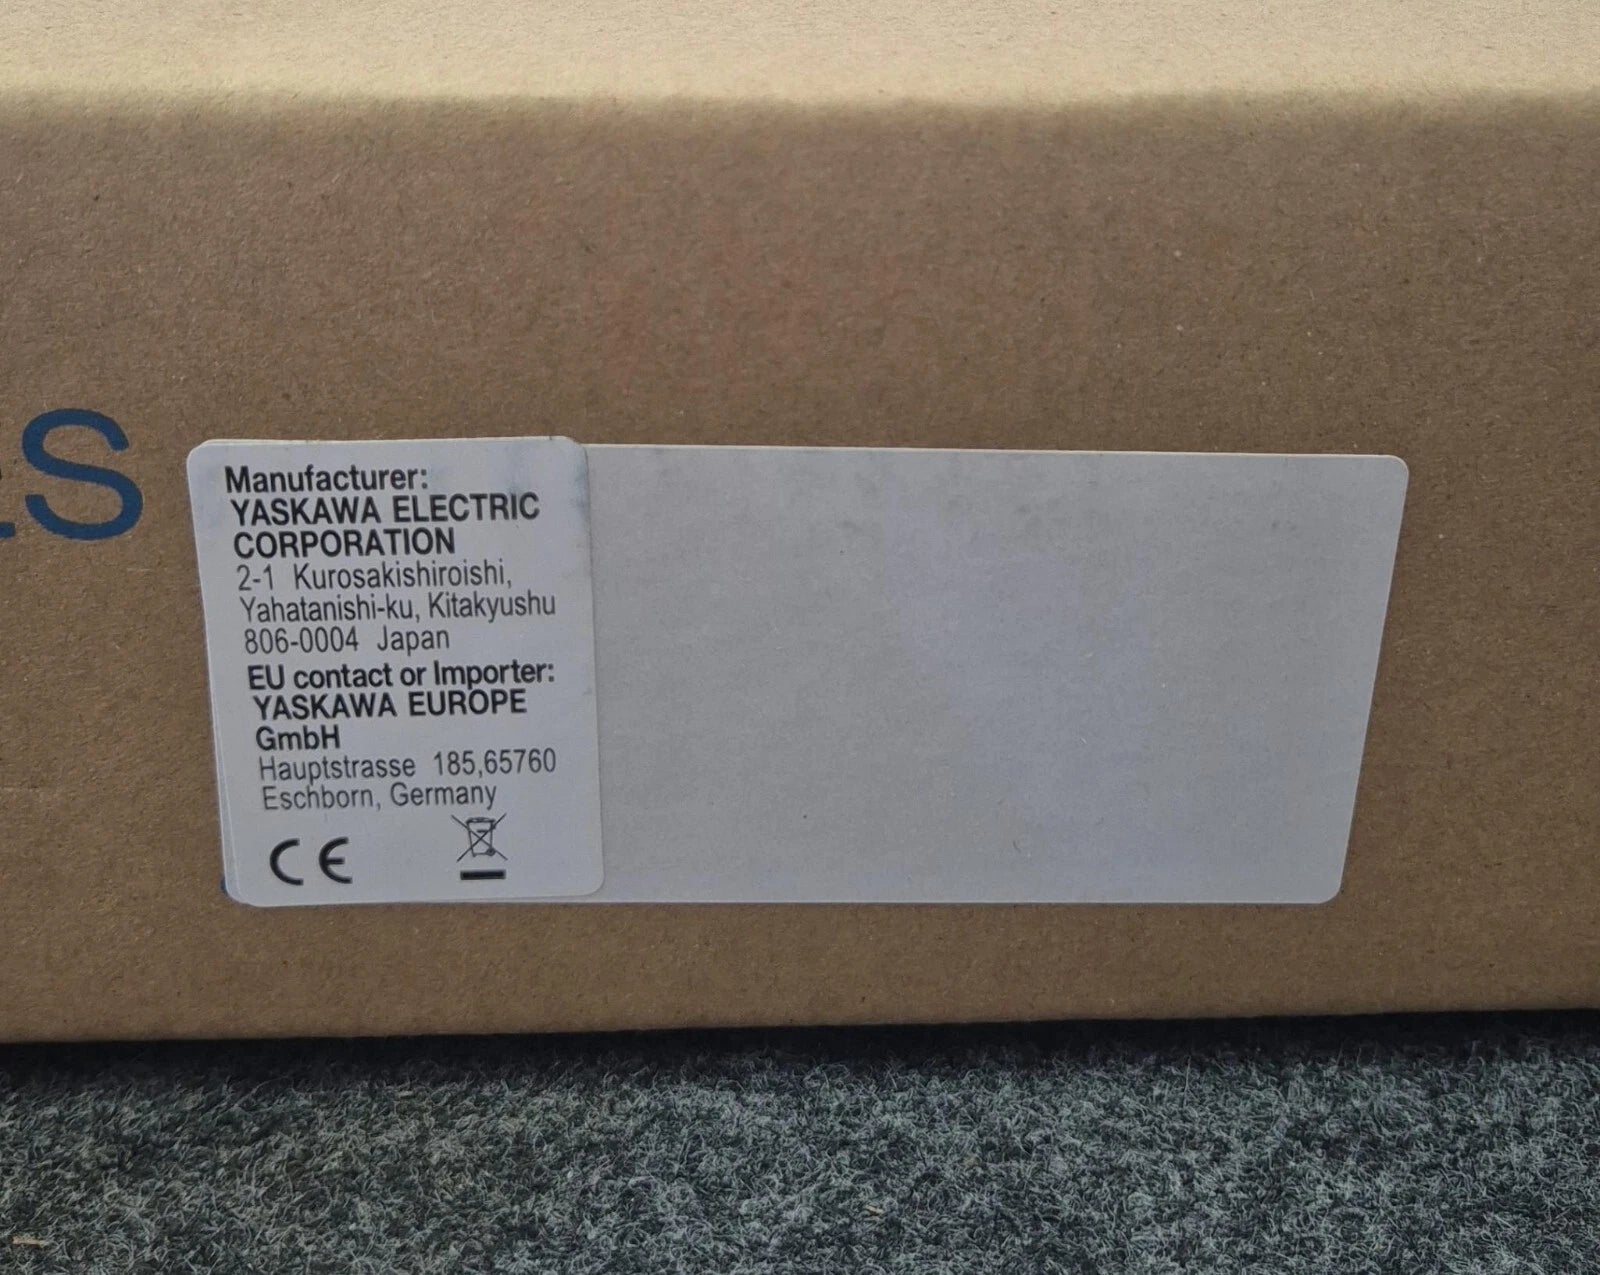 Manufacturer:
YASKAWA ELECTRIC
CORPORATION
2-1 Kurosakishiroishi,
Yahatanishi-ku, Kitakyushu
806-0004 Japan
EU contact or Importer:
YASKAWA EUROPE
GmbH
Hauptstrasse 185,65760
Eschborn, Germany
CE